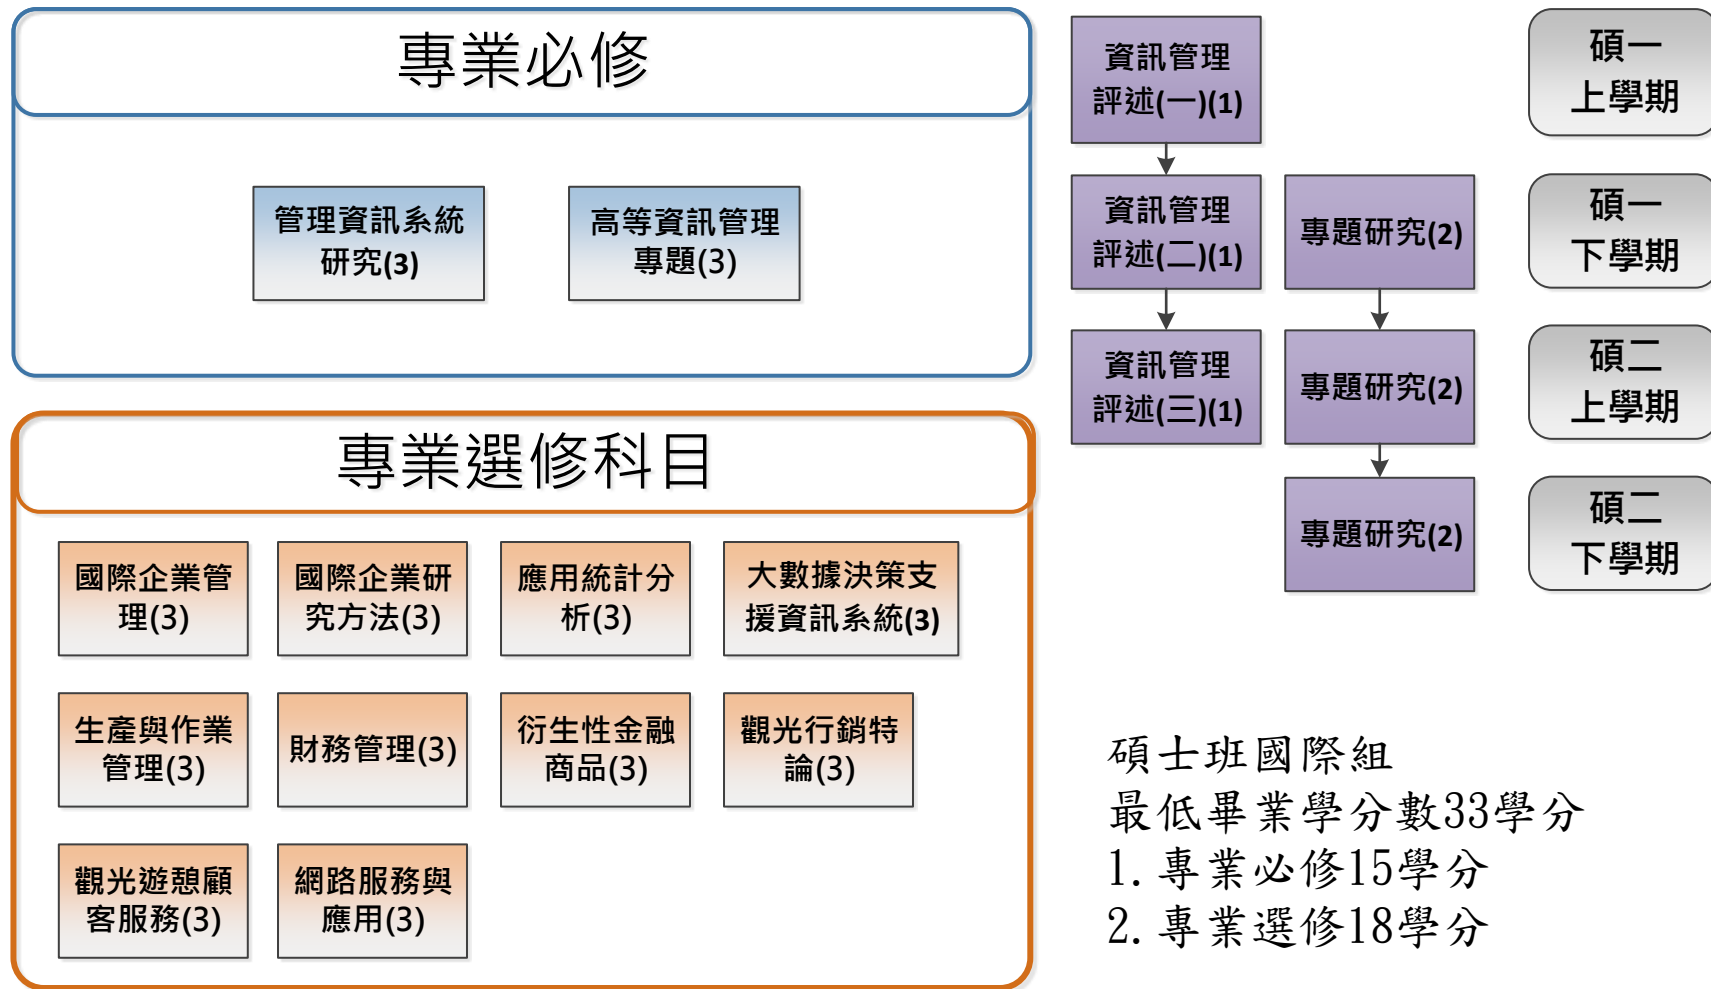 專業必修
管理資訊系統
研究(3)
高等資訊管理
專題(3)
專業選修科目
國際企業管
理(3)
國際企業研
究方法(3)
應用統計分
析(3)
大數據決策支
援資訊系統(3)
生產與作業
管理(3)
財務管理(3)
衍生性金融
商品(3)
觀光行銷特
論(3)
觀光遊憩顧
客服務(3)
網路服務與
應用(3)
資訊管理
評述(一)(1)
碩一
上學期
資訊管理
評述(二)(1)
專題研究(2)
碩一
下學期
資訊管理
評述(三)(1)
專題研究(2)
碩二
上學期
專題研究(2)
碩二
下學期
碩士班國際組
最低畢業學分數33學分
1. 專業必修15學分
2. 專業選修18學分